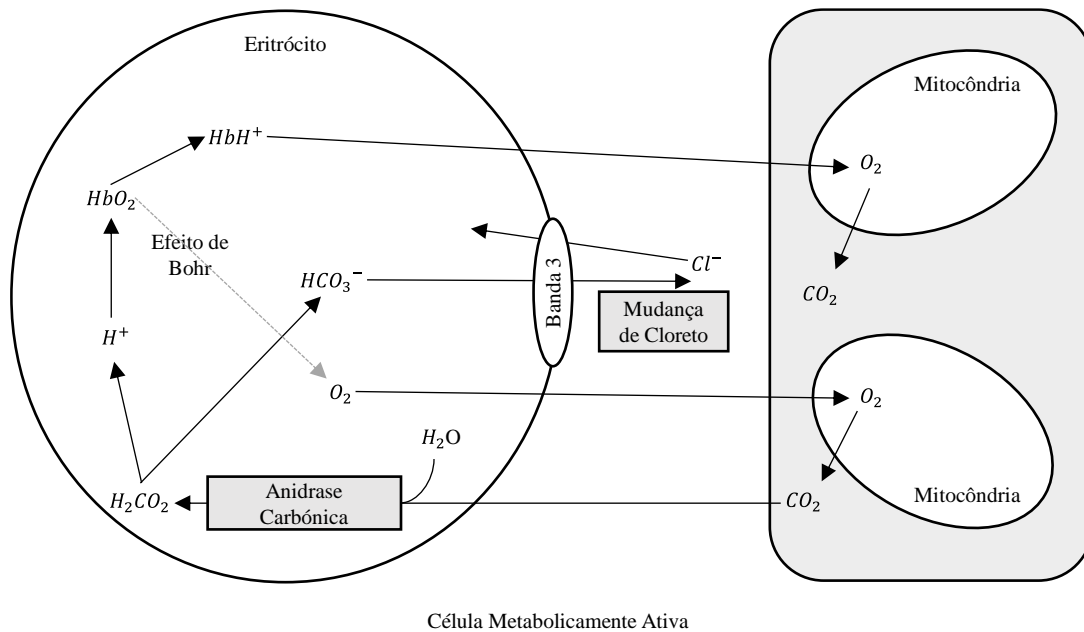 Eritrócito
Mitocôndria
HbH⁺
O₂
HbO₂
Efeito de
Bohr
Cl⁻
HCO₃⁻
Banda 3
CO₂
Mudança
de Cloreto
H⁺
O₂
O₂
H₂O
H₂CO₂
Anidrase
Carbónica
CO₂
Mitocôndria
Célula Metabolicamente Ativa